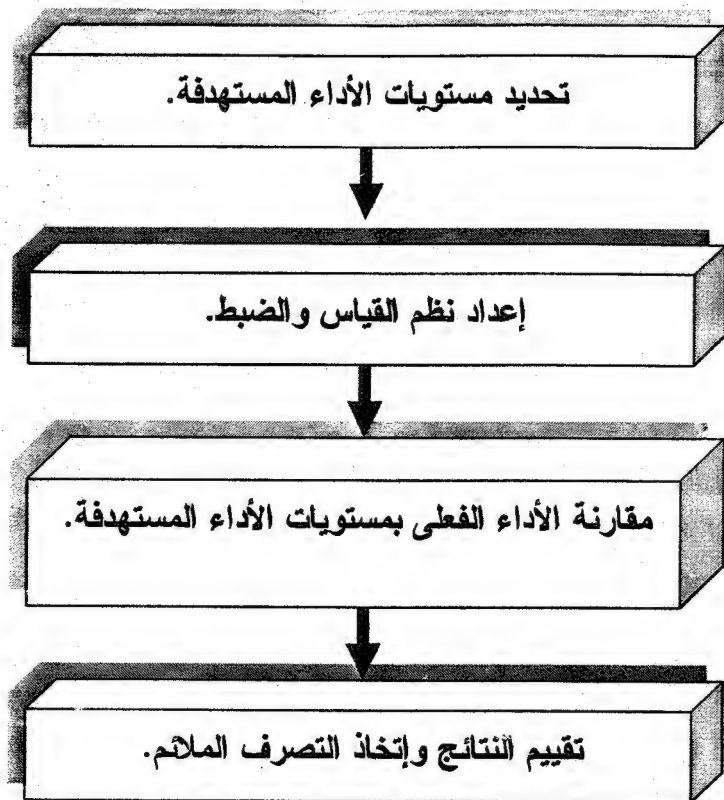 تحديد مستويات الأداء المستهدفة.
إعداد نظم القياس والضبط.
مقارنة الأداء الفعلى بمستويات الأداء المستهدفة.
تقييم النتائج وإتخاذ التصرف الملائم.